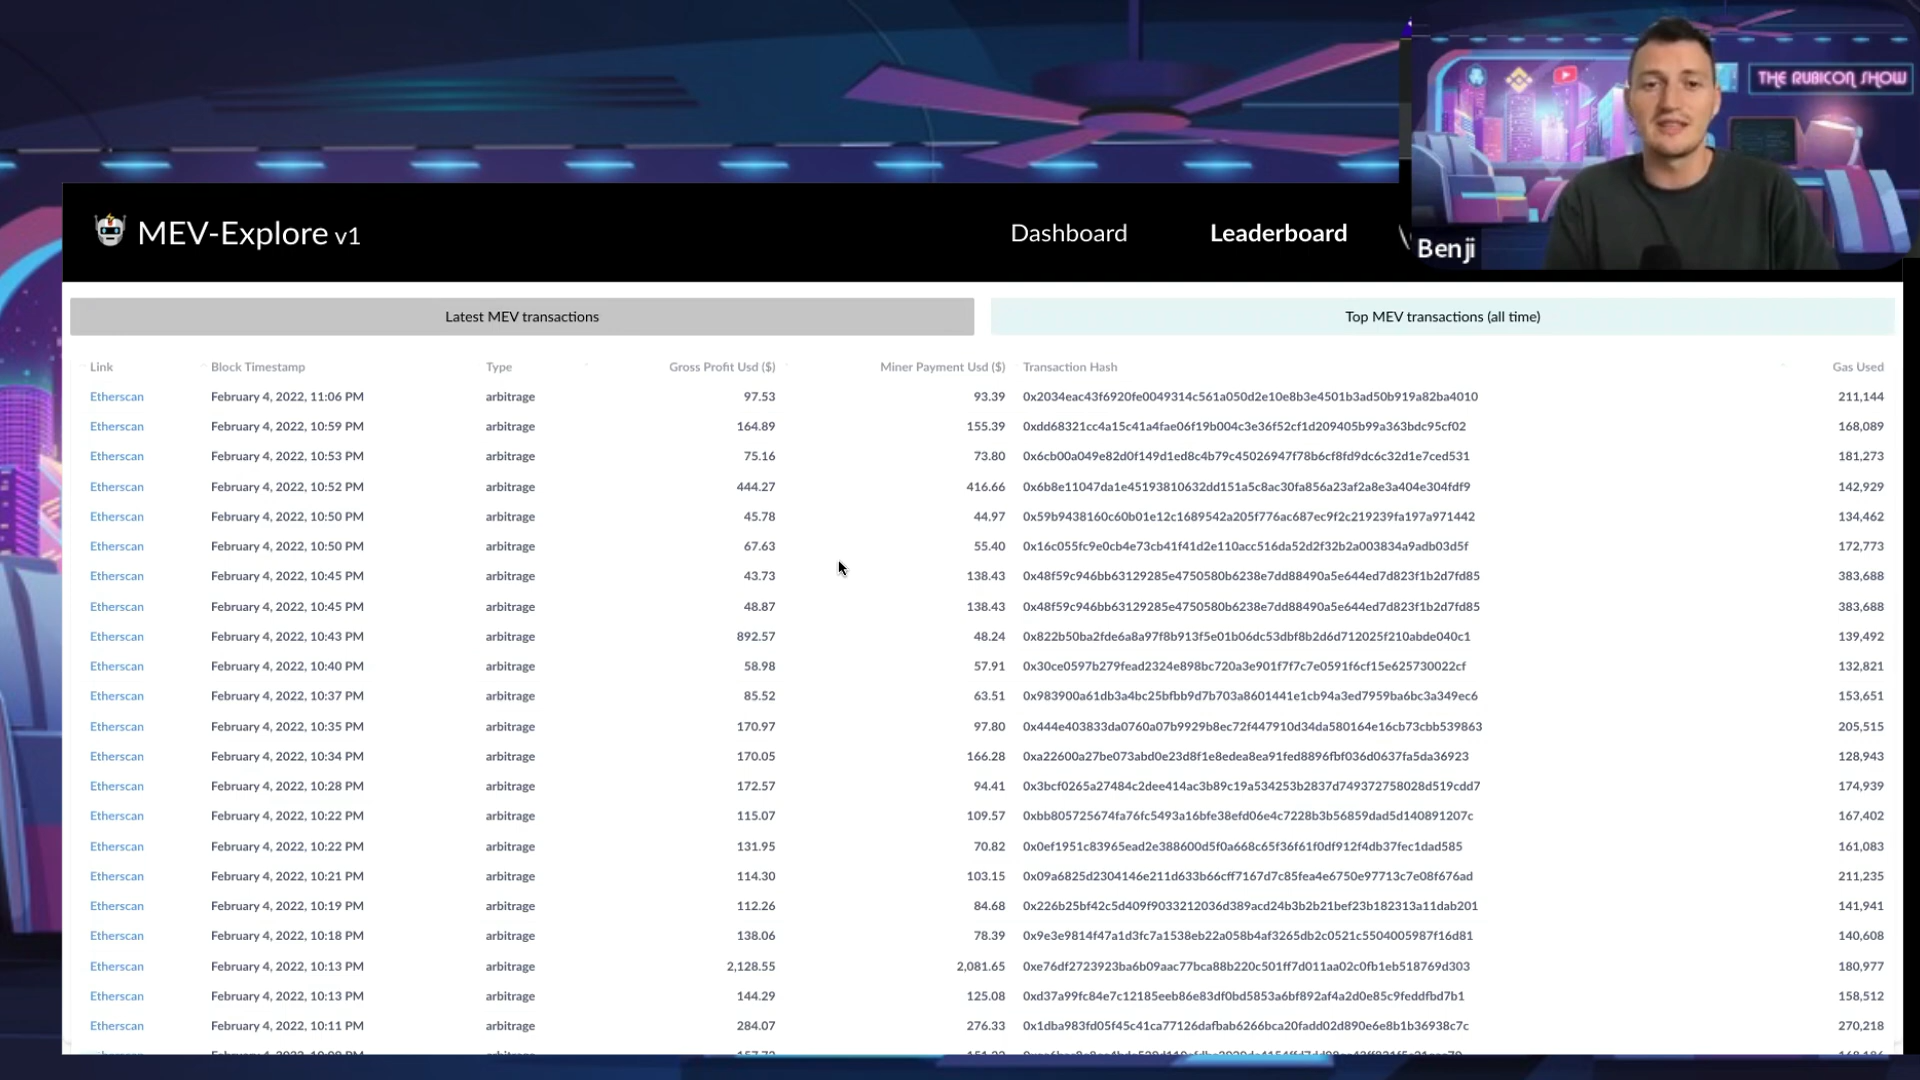 THE RUBICON SHOW
MEV-Explore v1
Dashboard
Leaderboard
Benji
Latest MEV transactions
Top MEV transactions (all time)
Link Block Timestamp Type Gross Profit Usd ($) Miner Payment Usd ($) Transaction Hash Gas Used
Etherscan February 4, 2022, 11:06 PM arbitrage 97.53 93.39 0x2034eac43f6920fe0049314c561a050d2e10e8b3e4501b3ad50b919a82ba4010 211,144
Etherscan February 4, 2022, 10:59 PM arbitrage 164.89 155.39 0xdd68321cc4a15c41a4fae06f19b004c3e36f52cf1d209405b99a363bdc95cf02 168,089
Etherscan February 4, 2022, 10:53 PM arbitrage 75.16 73.80 0x6cb00a049e82d0f149d1ed8c4b79c45026947f78b6cf8fd9dc6c32d1e7ced531 181,273
Etherscan February 4, 2022, 10:52 PM arbitrage 444.27 416.66 0x6b8e11047da1e45193810632dd151a5c8ac30fa856a23af2a8e3a404e304fdf9 142,929
Etherscan February 4, 2022, 10:50 PM arbitrage 45.78 44.97 0x59b9438160c60b01e12c1689542a205f776ac687ec9f2c219239fa197a971442 134,462
Etherscan February 4, 2022, 10:50 PM arbitrage 67.63 55.40 0x16c055fc9e0cb4e73cb41f41d2e110acc516da52d2f32b2a003834a9adb03d5f 172,773
Etherscan February 4, 2022, 10:45 PM arbitrage 43.73 138.43 0x48f59c946bb63129285e4750580b6238e7dd88490a5e644ed7d823f1b2d7fd85 383,688
Etherscan February 4, 2022, 10:45 PM arbitrage 48.87 138.43 0x48f59c946bb63129285e4750580b6238e7dd88490a5e644ed7d823f1b2d7fd85 383,688
Etherscan February 4, 2022, 10:43 PM arbitrage 892.57 48.24 0x822b50ba2fde6a8a97f8b913f5e01b06dc53dbf8b2d6d712025f210abde040c1 139,492
Etherscan February 4, 2022, 10:40 PM arbitrage 58.98 57.91 0x30ce0597b279fead2324e898bc720a3e901f7f7c7e0591f6cf15e625730022cf 132,821
Etherscan February 4, 2022, 10:37 PM arbitrage 85.52 63.51 0x983900a61db3a4bc25bfbb9d7b703a8601441e1cb94a3ed7959ba6bc3a349ec6 153,651
Etherscan February 4, 2022, 10:35 PM arbitrage 170.97 97.80 0x444e403833da0760a07b9929b8ec72f447910d34da580164e16cb73cbb539863 205,515
Etherscan February 4, 2022, 10:34 PM arbitrage 170.05 166.28 0xa22600a27be073abd0e23d8f1e8edea8ea91fed8896fbf036d0637fa5da36923 128,943
Etherscan February 4, 2022, 10:28 PM arbitrage 172.57 94.41 0x3bcf0265a27484c2dee414ac3b89c19a534253b2837d749372758028d519cdd7 174,939
Etherscan February 4, 2022, 10:22 PM arbitrage 115.07 109.57 0xbb805725674fa76fc5493a16bfe38efd06e4c7228b3b56859dad5d140891207c 167,402
Etherscan February 4, 2022, 10:22 PM arbitrage 131.95 70.82 0x0ef1951c83965ead2e388600d5f0a668c65f36f61f0df912f4db37fec1dad585 161,083
Etherscan February 4, 2022, 10:21 PM arbitrage 114.30 103.15 0x09a6825d2304146e211d633b66cff7167d7c85fea4e6750e97713c7e08f676ad 211,235
Etherscan February 4, 2022, 10:19 PM arbitrage 112.26 84.68 0x226b25bf42c5d409f9033212036d389acd24b3b2b21bef23b182313a11dab201 141,941
Etherscan February 4, 2022, 10:18 PM arbitrage 138.06 78.39 0x9e3e9814f47a1d3fc7a1538eb22a058b4af3265db2c0521c5504005987f16d81 140,608
Etherscan February 4, 2022, 10:13 PM arbitrage 2,128.55 2,081.65 0xe76df2723923ba6b09aac77bca88b220c501ff7d011aa02c0fb1eb518769d303 180,977
Etherscan February 4, 2022, 10:13 PM arbitrage 144.29 125.08 0xd37a99fc84e7c12185eeb86e83df0bd5853a6bf892af4a2d0e85c9feddfbd7b1 158,512
Etherscan February 4, 2022, 10:11 PM arbitrage 284.07 276.33 0x1dba983fd05f45c41ca77126dafbab6266bca20fadd02d890e6e8b1b36938c7c 270,218